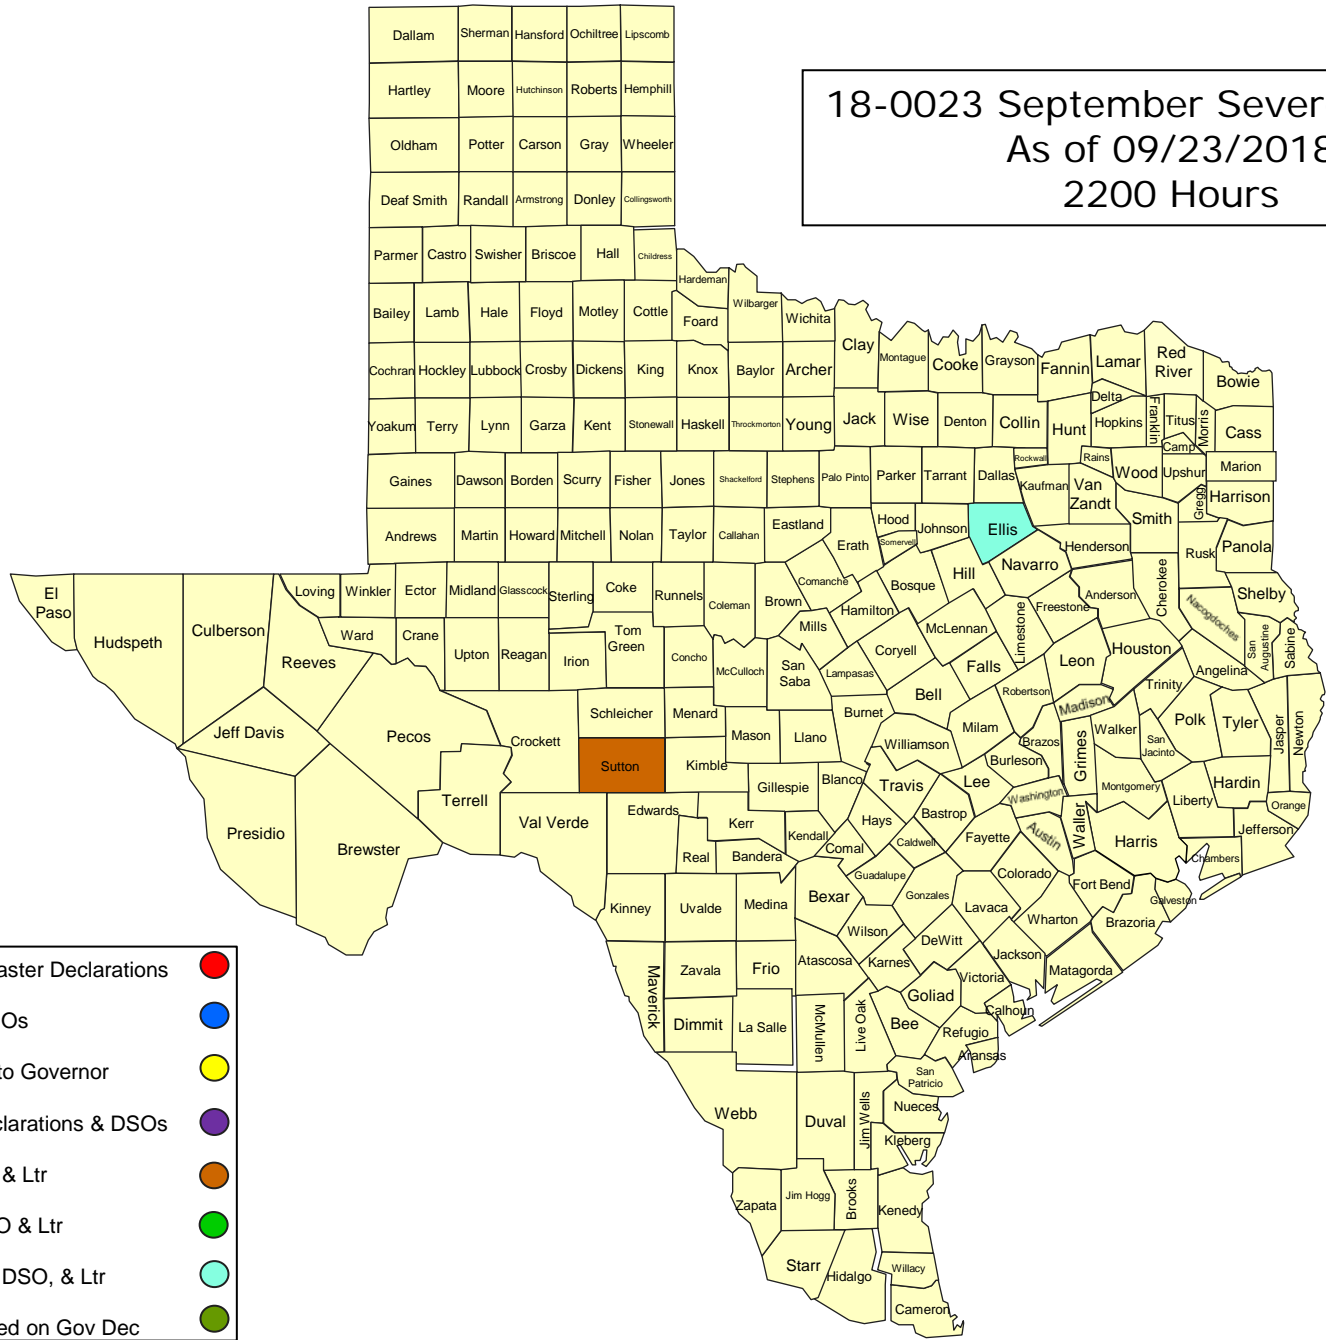 18-0023 September Sever
As of 09/23/2018
2200 Hours
Dallam Sherman Hansford Ochiltree Lipscomb
Hartley Moore Hutchinson Roberts Hemphill
Oldham Potter Carson Gray Wheeler
Deaf Smith Randall Armstrong Donley Collingsworth
Parmer Castro Swisher Briscoe Hall Childress
Hardeman
Bailey Lamb Hale Floyd Motley Cottle Foard Wilbarger Wichita
Clay Montague Cooke Grayson Fannin Lamar Red
River Bowie
Cochran Hockley Lubbock Crosby Dickens King Knox Baylor Archer
Delta
Yoakum Terry Lynn Garza Kent Stonewall Haskell Throckmorton Young Jack Wise Denton Collin Hunt Hopkins Franklin Titus Morris Cass
Camp
Rockwall Rains
Gaines Dawson Borden Scurry Fisher Jones Shackelford Stephens Palo Pinto Parker Tarrant Dallas Kaufman Van
Zandt Wood Upshur Marion
Gregg Harrison
Andrews Martin Howard Mitchell Nolan Taylor Callahan Eastland Erath Hood Somervell Johnson Ellis Henderson Smith Rusk Panola
El
Paso Hudspeth Culberson Loving Winkler Ector Midland Glasscock Sterling Coke Runnels Coleman Brown Comanche Bosque Hill Navarro Anderson Cherokee Shelby
Hamilton Freestone Nacogdoches
Reeves Ward Crane Upton Reagan Irion Tom
Green Concho McCulloch Mills San
Saba Lampasas Coryell McLennan Limestone Falls Leon Houston Angelina San
Augustine Sabine
Jeff Davis Pecos Crockett Schleicher Menard Mason Llano Burnet Bell Milam Robertson Madison Trinity
Walker San
Jacinto Polk Tyler Jasper Newton
Sutton Kimble Gillespie Blanco Williamson Travis Lee Burleson Brazos Grimes Montgomery Liberty Hardin
Washington Orange
Presidio Brewster Terrell Val Verde Edwards Kerr Kendall Hays Bastrop Caldwell Fayette Austin Waller Harris Jefferson
Real Bandera Comal Chambers
Guadalupe Colorado Fort Bend Galveston
Kinney Uvalde Medina Bexar Gonzales Lavaca Wharton Brazoria
Wilson DeWitt
Maverick Zavala Frio Atascosa Karnes Jackson Matagorda
Victoria
Goliad
Dimmit La Salle McMullen Live Oak Bee Refugio Calhoun
Aransas
San
Patricio
Webb Duval Jim Wells Nueces
Kleberg
Zapata Jim Hogg Brooks Kenedy
Starr Hidalgo Willacy
Cameron
aster Declarations
Os
to Governor
clarations & DSOs
& Ltr
O & Ltr
DSO, & Ltr
ed on Gov Dec